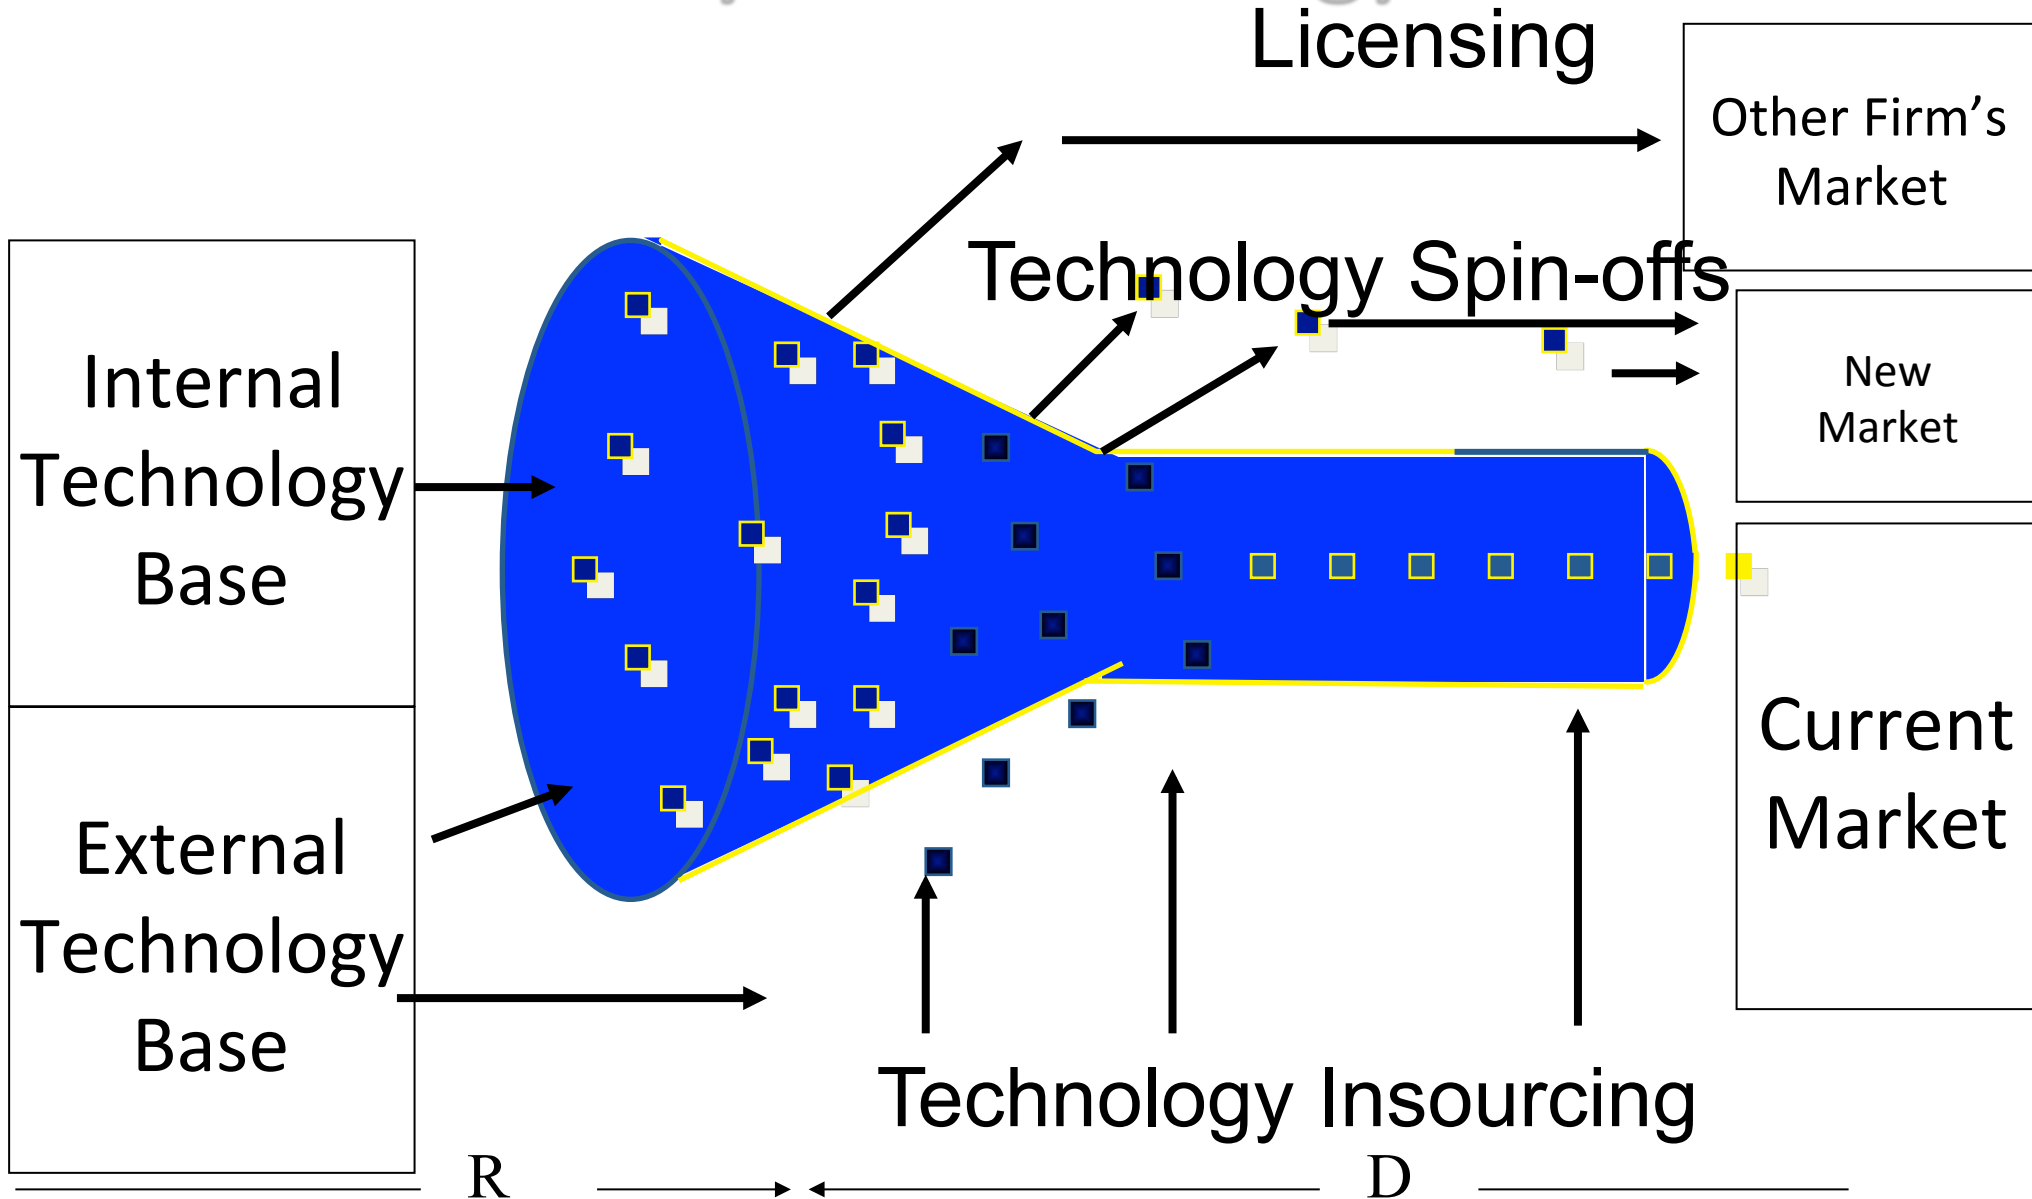 Licensing
Other Firm’s
Market
Technology Spin-offs
Internal
Technology
Base
New
Market
External
Technology
Base
Current
Market
Technology Insourcing
R
D